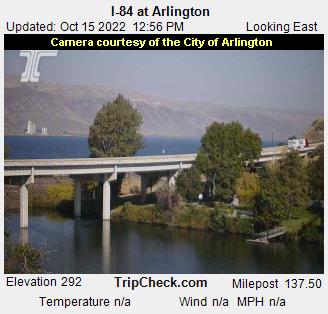 I-84 at Arlington
Updated: Oct 15 2022 12:56 PM Looking East
Camera courtesy of the City of Arlington
Elevation 292 TripCheck.com Milepost 137.50
Temperature n/a Wind n/a MPH n/a